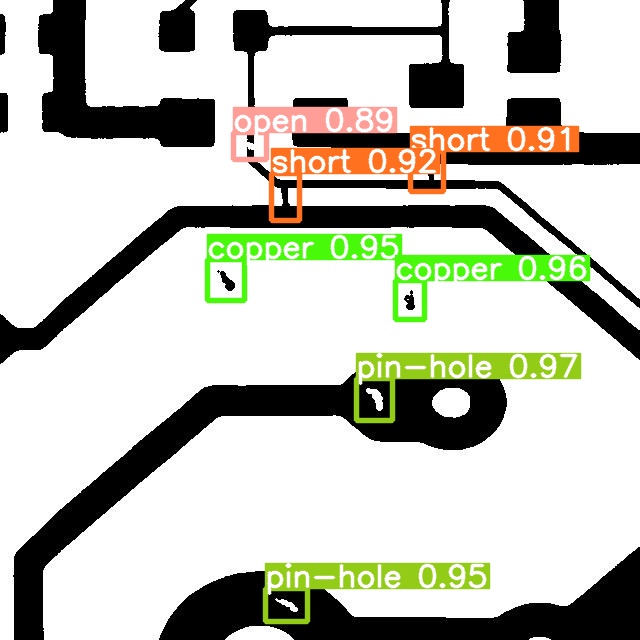 open 0.89
short 0.91
short 0.92
copper 0.95
copper 0.96
pin-hole 0.97
pin-hole 0.95